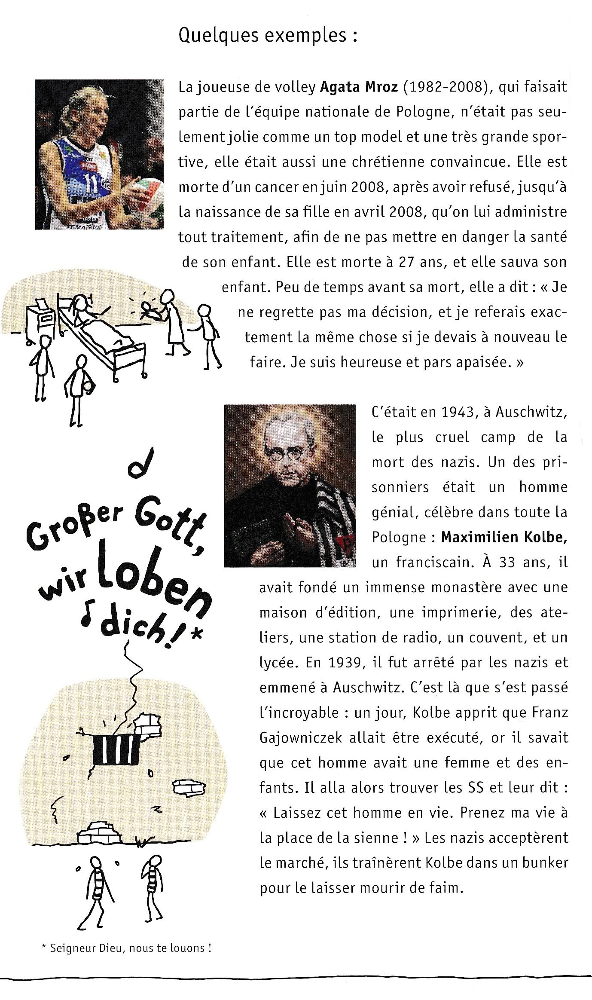 Quelques exemples :
La joueuse de volley Agata Mroz (1982-2008), qui faisait
partie de l'équipe nationale de Pologne, n'était pas seu-
lement jolie comme un top model et une très grande spor-
tive, elle était aussi une chrétienne convaincue. Elle est
morte d'un cancer en juin 2008, après avoir refusé, jusqu'à
la naissance de sa fille en avril 2008, qu'on lui administre
tout traitement, afin de ne pas mettre en danger la santé
de son enfant. Elle est morte à 27 ans, et elle sauva son
enfant. Peu de temps avant sa mort, elle a dit : « Je
ne regrette pas ma décision, et je referais exac-
tement la même chose si je devais à nouveau le
faire. Je suis heureuse et pars apaisée. »
11
C'était en 1943, à Auschwitz,
le plus cruel camp de la
mort des nazis. Un des pri-
sonniers était un homme
génial, célèbre dans toute la
Pologne : Maximilien Kolbe,
un franciscain. À 33 ans, il
avait fondé un immense monastère avec une
maison d'édition, une imprimerie, des ate-
liers, une station de radio, un couvent, et un
lycée. En 1939, il fut arrêté par les nazis et
emmené à Auschwitz. C'est là que s'est passé
l'incroyable : un jour, Kolbe apprit que Franz
Gajowniczek allait être exécuté, or il savait
que cet homme avait une femme et des en-
fants. Il alla alors trouver les SS et leur dit :
« Laissez cet homme en vie. Prenez ma vie à
la place de la sienne ! » Les nazis acceptèrent
le marché, ils traînèrent Kolbe dans un bunker
pour le laisser mourir de faim.
P
Großer Gott,
wir loben
dich! *
* Seigneur Dieu, nous te louons !